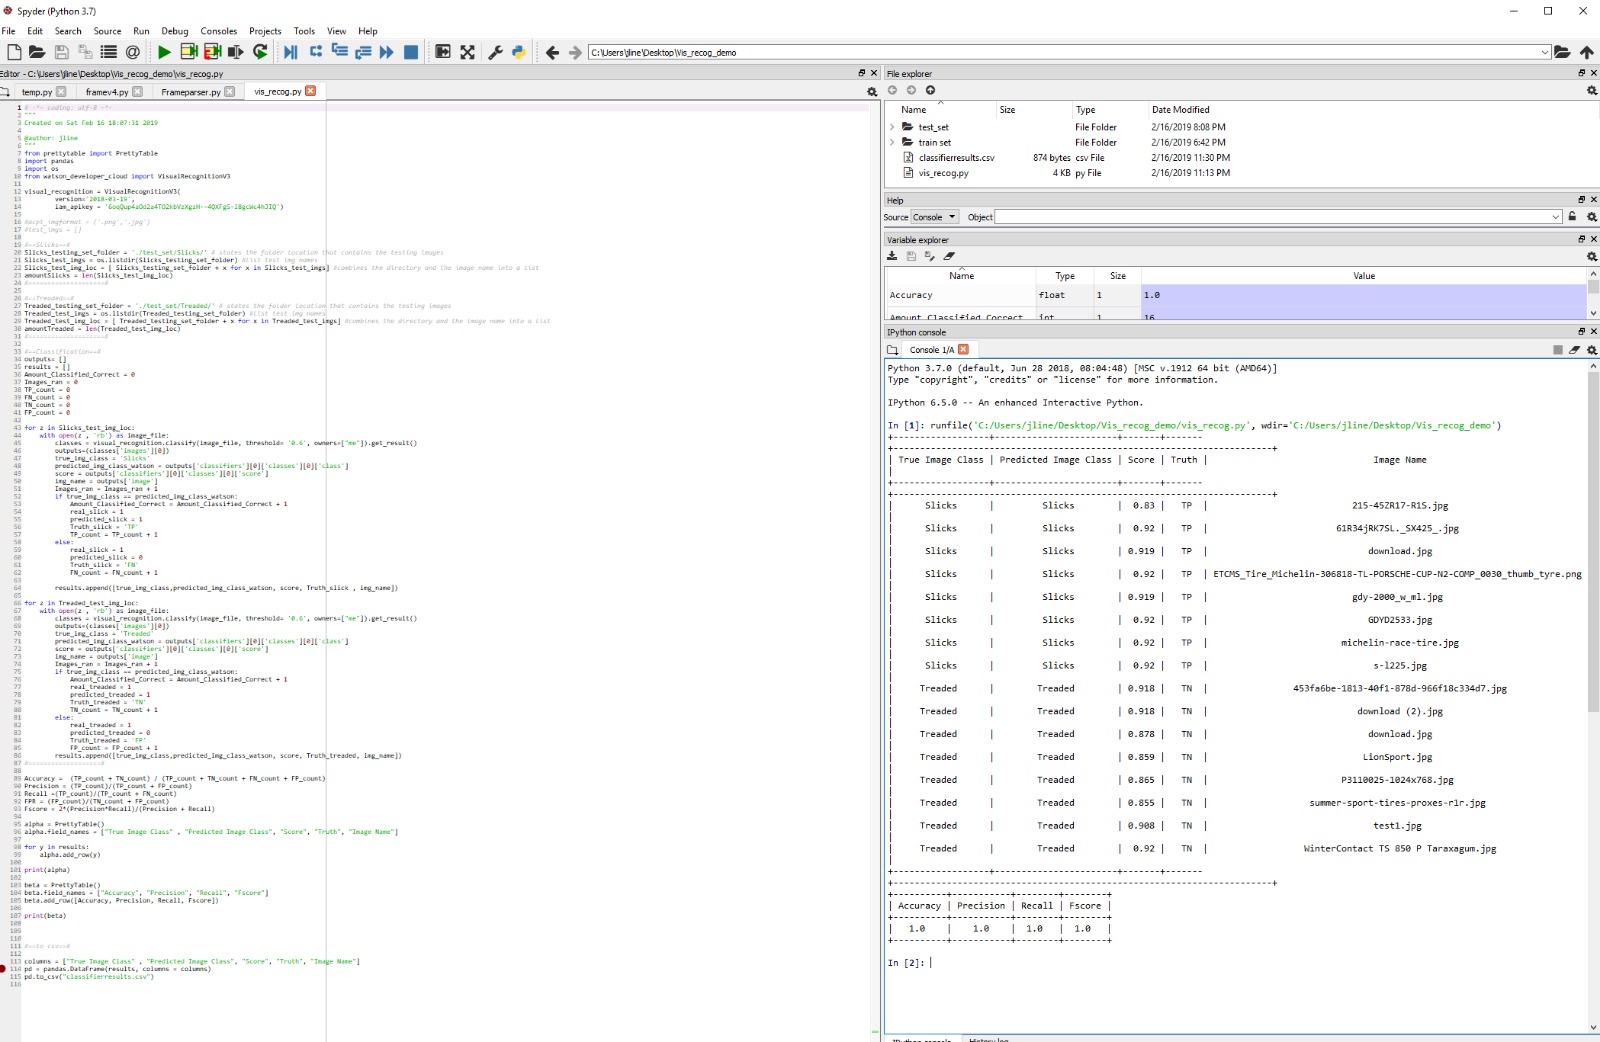 Spyder (Python 3.7)
File Edit Search Source Run Debug Consoles Projects Tools View Help
C:\Users\jline\Desktop\Vis_recog_demo
Editor - C:\Users\jline\Desktop\Vis_recog_demo\vis_recog.py
temp.py framev4.py Frameparser.py vis_recog.py
1 # -*- coding: utf-8 -*-
2 """
3 Created on Sat Feb 16 18:07:31 2019
4
5 @author: jline
6 """
7 from prettytable import PrettyTable
8 import pandas
9 import os
10 from watson_developer_cloud import VisualRecognitionV3
11
12 visual_recognition = VisualRecognitionV3(
13 version='2018-03-19',
14 iam_apikey =
15
16 #acpt_imgformat = ('.png','.jpg')
17 #test_imgs = []
18
19 #==Slicks==#
20 Slicks_testing_set_folder = './test_set/Slicks/' # states the folder location that contains the testing images
21 Slicks_test_imgs = os.listdir(Slicks_testing_set_folder) #list test img names
22 Slicks_test_img_loc = [ Slicks_testing_set_folder + x for x in Slicks_test_imgs] #combines the directory and the image name into a list
23 amountSlicks = len(Slicks_test_img_loc)
24 #====================#
25
26 #==Treaded==#
27 Treaded_testing_set_folder = './test_set/Treaded/' # states the folder location that contains the testing images
28 Treaded_test_imgs = os.listdir(Treaded_testing_set_folder) #list test img names
29 Treaded_test_img_loc = [ Treaded_testing_set_folder + x for x in Treaded_test_imgs] #combines the directory and the image name into a list
30 amountTreaded = len(Treaded_test_img_loc)
31 #====================#
32
33 #==Classification==#
34 outputs= []
35 results = []
36 Amount_Classified_Correct = 0
37 Images_ran = 0
38 TP_count = 0
39 FN_count = 0
40 TN_count = 0
41 FP_count = 0
42
43 for z in Slicks_test_img_loc:
44 with open(z , 'rb') as image_file:
45 classes = visual_recognition.classify(image_file, threshold= '0.6', owners=["me"]).get_result()
46 outputs=(classes['images'][0])
47 true_img_class = 'Slicks'
48 predicted_img_class_watson = outputs['classifiers'][0]['classes'][0]['class']
49 score = outputs['classifiers'][0]['classes'][0]['score']
50 img_name = outputs['image']
51 Images_ran = Images_ran + 1
52 if true_img_class == predicted_img_class_watson:
53 Amount_Classified_Correct = Amount_Classified_Correct + 1
54 real_slick = 1
55 predicted_slick = 1
56 Truth_slick = 'TP'
57 TP_count = TP_count + 1
58 else:
59 real_slick = 1
60 predicted_slick = 0
61 Truth_slick = 'FN'
62 FN_count = FN_count + 1
63
64 results.append([true_img_class,predicted_img_class_watson, score, Truth_slick , img_name])
65
66 for z in Treaded_test_img_loc:
67 with open(z , 'rb') as image_file:
68 classes = visual_recognition.classify(image_file, threshold= '0.6', owners=["me"]).get_result()
69 outputs=(classes['images'][0])
70 true_img_class = 'Treaded'
71 predicted_img_class_watson = outputs['classifiers'][0]['classes'][0]['class']
72 score = outputs['classifiers'][0]['classes'][0]['score']
73 img_name = outputs['image']
74 Images_ran = Images_ran + 1
75 if true_img_class == predicted_img_class_watson:
76 Amount_Classified_Correct = Amount_Classified_Correct + 1
77 real_treaded = 1
78 predicted_treaded = 1
79 Truth_treaded = 'TN'
80 TN_count = TN_count + 1
81 else:
82 real_treaded = 1
83 predicted_treaded = 0
84 Truth_treaded = 'FP'
85 FP_count = FP_count + 1
86 results.append([true_img_class,predicted_img_class_watson, score, Truth_treaded, img_name])
87 #====================#
88
89 Accuracy = (TP_count + TN_count) / (TP_count + TN_count + FN_count + FP_count)
90 Precision = (TP_count)/(TP_count + FP_count)
91 Recall =(TP_count)/(TP_count + FN_count)
92 FPR = (FP_count)/(TN_count + FP_count)
93 Fscore = 2*(Precision*Recall)/(Precision + Recall)
94
95 alpha = PrettyTable()
96 alpha.field_names = ["True Image Class" , "Predicted Image Class", "Score", "Truth", "Image Name"]
97
98 for y in results:
99 alpha.add_row(y)
100
101 print(alpha)
102
103 beta = PrettyTable()
104 beta.field_names = ["Accuracy", "Precision", "Recall", "Fscore"]
105 beta.add_row([Accuracy, Precision, Recall, Fscore])
106
107 print(beta)
108
109
110
111 #==to csv==#
112
113 columns = ["True Image Class" , "Predicted Image Class", "Score", "Truth", "Image Name"]
114 pd = pandas.DataFrame(results, columns = columns)
115 pd.to_csv("classifierresults.csv")
116
File explorer
Name Size Type Date Modified
test_set File Folder 2/16/2019 8:08 PM
train set File Folder 2/16/2019 6:42 PM
classifierresults.csv 874 bytes csv File 2/16/2019 11:30 PM
vis_recog.py 4 KB py File 2/16/2019 11:13 PM
Help
Source Console Object
Variable explorer
Name Type Size Value
Accuracy float 1 1.0
Amount_Classified_Correct int 1 16
IPython console
Console 1/A
Python 3.7.0 (default, Jun 28 2018, 08:04:48) [MSC v.1912 64 bit (AMD64)]
Type "copyright", "credits" or "license" for more information.
IPython 6.5.0 -- An enhanced Interactive Python.
In [1]: runfile('C:/Users/jline/Desktop/Vis_recog_demo/vis_recog.py', wdir='C:/Users/jline/Desktop/Vis_recog_demo')
| True Image Class | Predicted Image Class | Score | Truth | Image Name
| Slicks | Slicks | 0.83 | TP | 215-45ZR17-R1S.jpg
| Slicks | Slicks | 0.92 | TP | 61R34jRK7SL._SX425_.jpg
| Slicks | Slicks | 0.919 | TP | download.jpg
| Slicks | Slicks | 0.92 | TP | ETCMS_Tire_Michelin-306818-TL-PORSCHE-CUP-N2-COMP_0030_thumb_tyre.png
| Slicks | Slicks | 0.919 | TP | gdy-2000_w_ml.jpg
| Slicks | Slicks | 0.92 | TP | GDYD2533.jpg
| Slicks | Slicks | 0.92 | TP | michelin-race-tire.jpg
| Slicks | Slicks | 0.92 | TP | s-l225.jpg
| Treaded | Treaded | 0.918 | TN | 453fa6be-1813-40f1-878d-966f18c334d7.jpg
| Treaded | Treaded | 0.918 | TN | download (2).jpg
| Treaded | Treaded | 0.878 | TN | download.jpg
| Treaded | Treaded | 0.859 | TN | LionSport.jpg
| Treaded | Treaded | 0.865 | TN | P3110025-1024x768.jpg
| Treaded | Treaded | 0.855 | TN | summer-sport-tires-proxes-r1r.jpg
| Treaded | Treaded | 0.908 | TN | test1.jpg
| Treaded | Treaded | 0.92 | TN | WinterContact TS 850 P Taraxagum.jpg
| Accuracy | Precision | Recall | Fscore |
| 1.0 | 1.0 | 1.0 | 1.0 |
In [2]:
IPython console History log